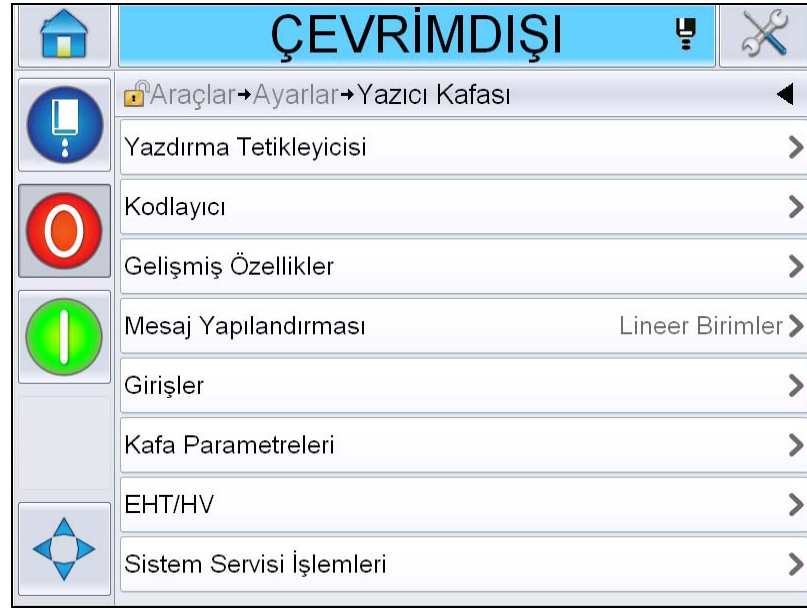 ÇEVRİMDIŞI
Araçlar→Ayarlar→Yazıcı Kafası
Yazdırma Tetikleyicisi
Kodlayıcı
Gelişmiş Özellikler
Mesaj Yapılandırması Lineer Birimler
Girişler
Kafa Parametreleri
EHT/HV
Sistem Servisi İşlemleri